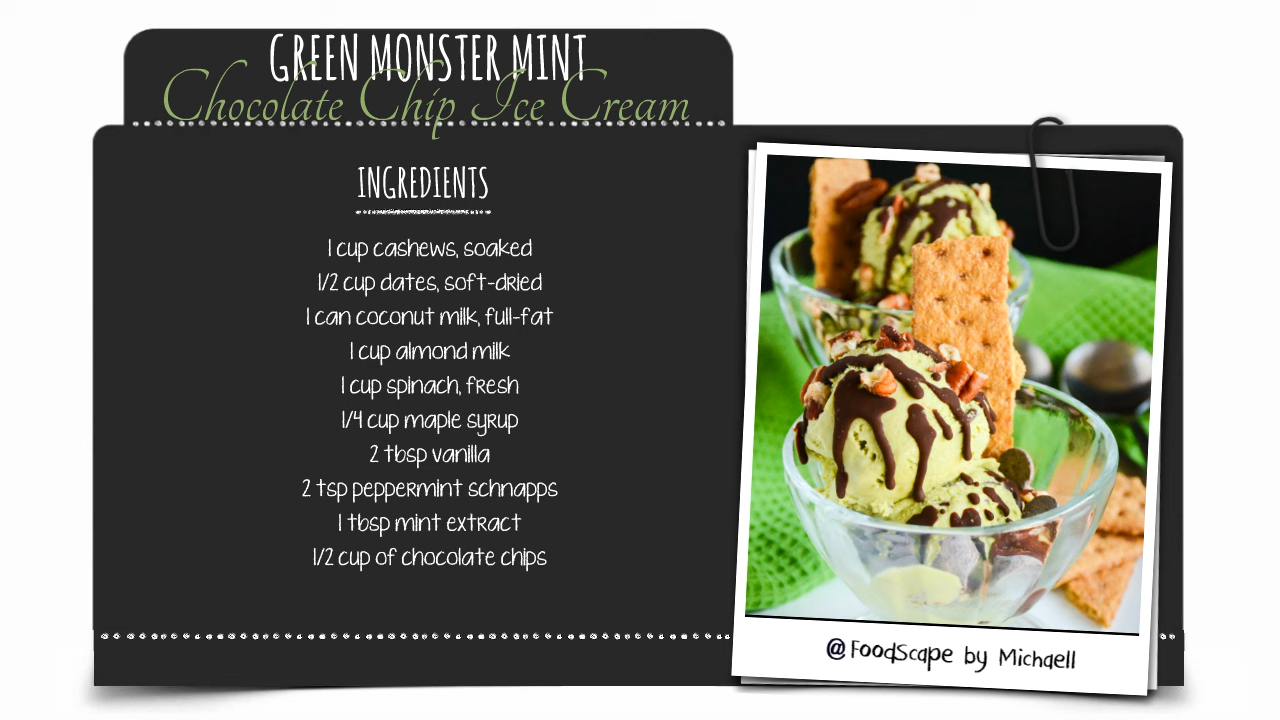 GREEN MONSTER MINT
Chocolate Chip Ice Cream
INGREDIENTS
1 cup cashews, soaked
1/2 cup dates, soft-dried
1 can coconut milk, full-fat
1 cup almond milk
1 cup spinach, fresh
1/4 cup maple syrup
2 tbsp vanilla
2 tsp peppermint schnapps
1 tbsp mint extract
1/2 cup of chocolate chips
@FoodScape by Michaell